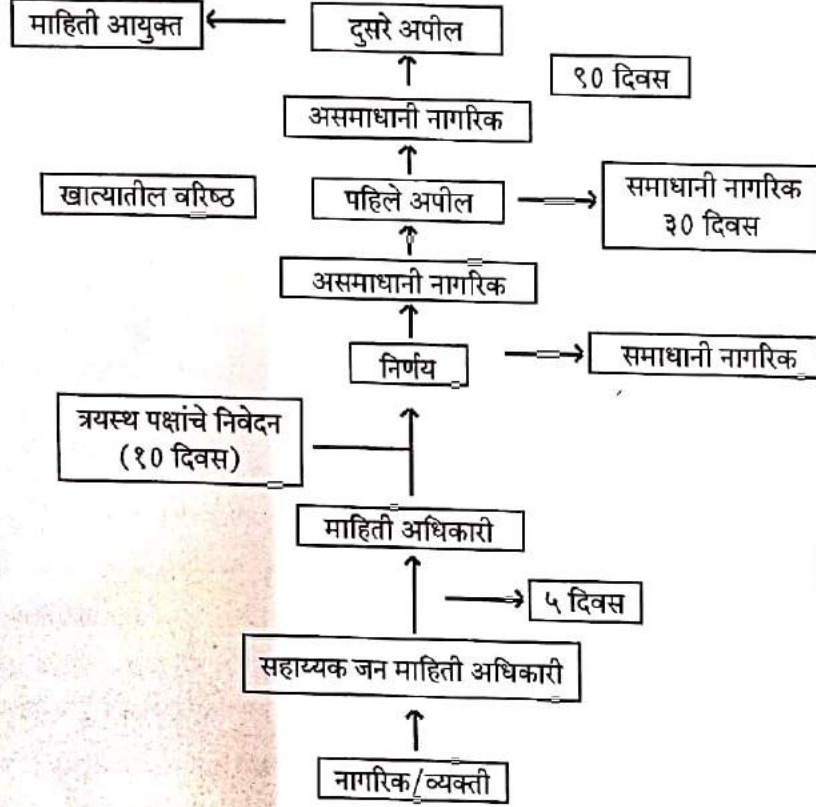 माहिती आयुक्त
दुसरे अपील
९० दिवस
असमाधानी नागरिक
खात्यातील वरिष्ठ
पहिले अपील
समाधानी नागरिक
३० दिवस
असमाधानी नागरिक
निर्णय
समाधानी नागरिक
त्रयस्थ पक्षांचे निवेदन
(१० दिवस)
माहिती अधिकारी
५ दिवस
सहाय्यक जन माहिती अधिकारी
नागरिक/व्यक्ती